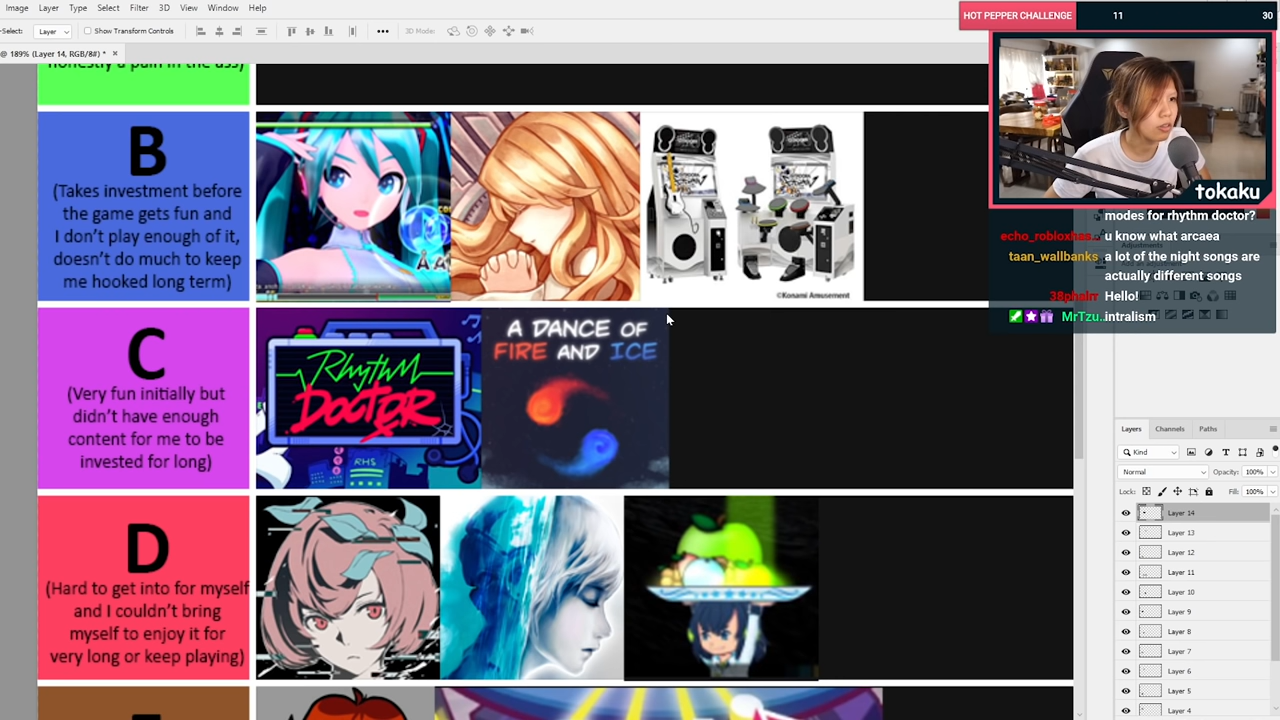 Image Layer Type Select Filter 3D View Window Help
Select: Layer Show Transform Controls 3D Mode:
@ 189% (Layer 14, RGB/8#) *
honestly a pain in the ass)
B
(Takes investment before
the game gets fun and
I don't play enough of it,
doesn't do much to keep
me hooked long term)
©Konami Amusement
C
(Very fun initially but
didn't have enough
content for me to be
invested for long)
RHYTHM
DOCTOR
RHS
A DANCE OF
FIRE AND ICE
D
(Hard to get into for myself
and I couldn't bring
myself to enjoy it for
very long or keep playing)
HOT PEPPER CHALLENGE 11 30
tokaku
modes for rhythm doctor?
u know what arcaea
taan_wallbanks a lot of the night songs are
actually different songs
Hello!
MrTzu.. intralism
Adjustments
Layers Channels Paths
Kind
Normal Opacity: 100%
Lock: Fill: 100%
Layer 14
Layer 13
Layer 12
Layer 11
Layer 10
Layer 9
Layer 8
Layer 7
Layer 6
Layer 5
Layer 4